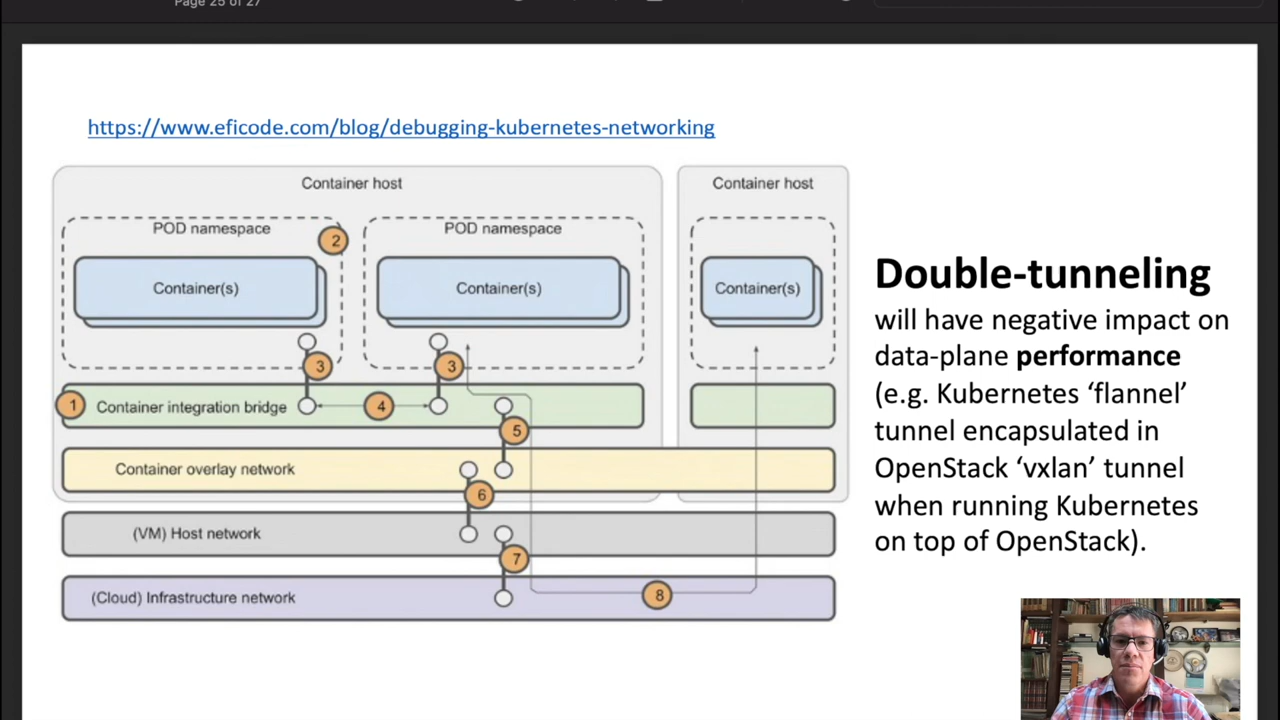 Page 25 of 27
https://www.eficode.com/blog/debugging-kubernetes-networking
Container host
Container host
POD namespace
POD namespace
2
Container(s)
Container(s)
Container(s)
3
3
1
Container integration bridge
4
5
Container overlay network
6
(VM) Host network
7
(Cloud) Infrastructure network
8
Double-tunneling
will have negative impact on
data-plane performance
(e.g. Kubernetes ‘flannel’
tunnel encapsulated in
OpenStack ‘vxlan’ tunnel
when running Kubernetes
on top of OpenStack).